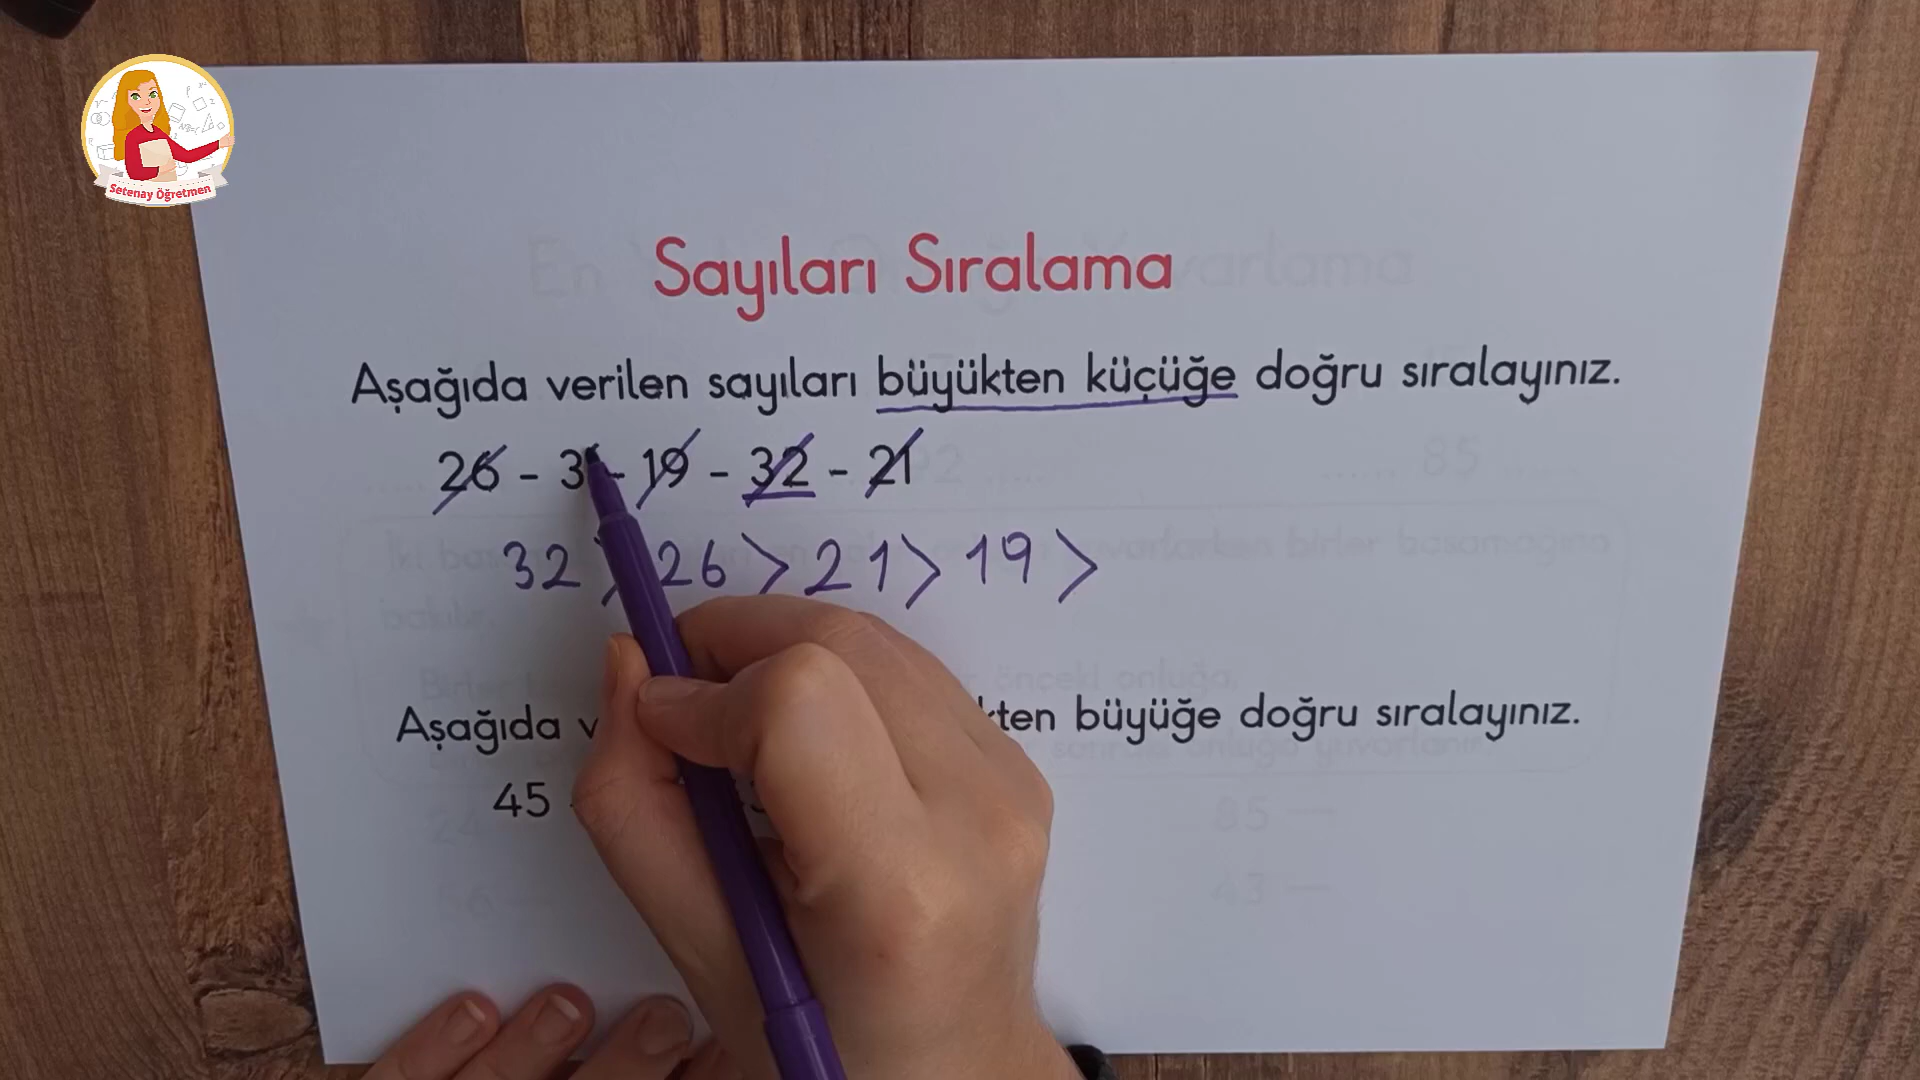 Setenay Öğretmen
Sayıları Sıralama
Aşağıda verilen sayıları büyükten küçüğe doğru sıralayınız.
26 - 3 - 19 - 32 - 21
32 > 26 > 21 > 19 >
Aşağıda büyüğe doğru sıralayınız.
45